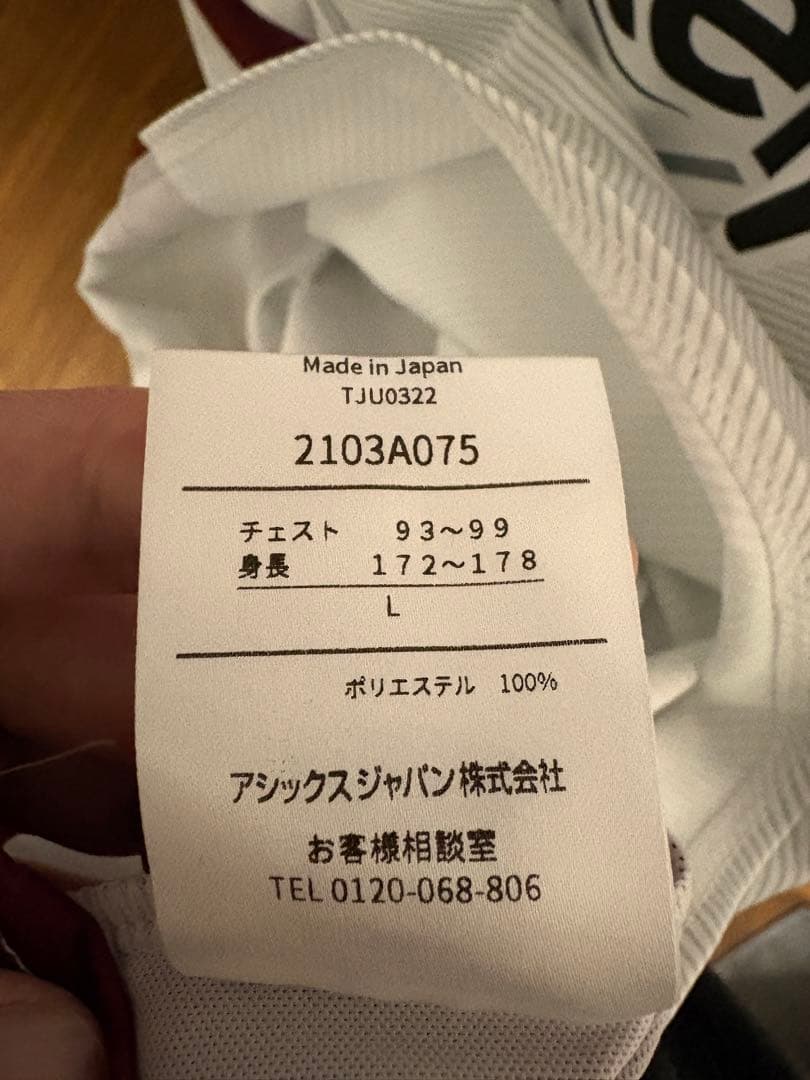 Made in Japan
TJU0322
2103A075
チェスト 93〜99
身長 172〜178
L
ポリエステル 100%
アシックスジャパン株式会社
お客様相談室
TEL 0120-068-806